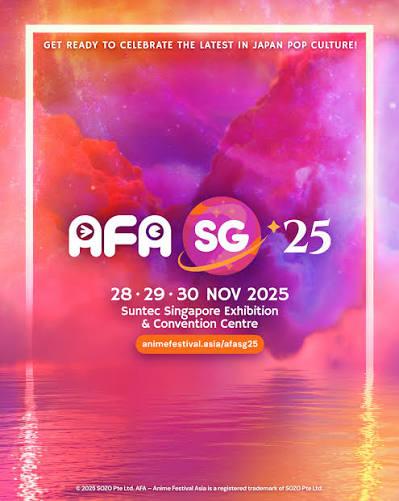 GET READY TO CELEBRATE THE LATEST IN JAPAN POP CULTURE!
AFA SG '25
28 · 29 · 30 NOV 2025
Suntec Singapore Exhibition
& Convention Centre
animefestival.asia/afasg25
© 2025 SOZO Pte Ltd. AFA – Anime Festival Asia is a registered trademark of SOZO Pte Ltd.